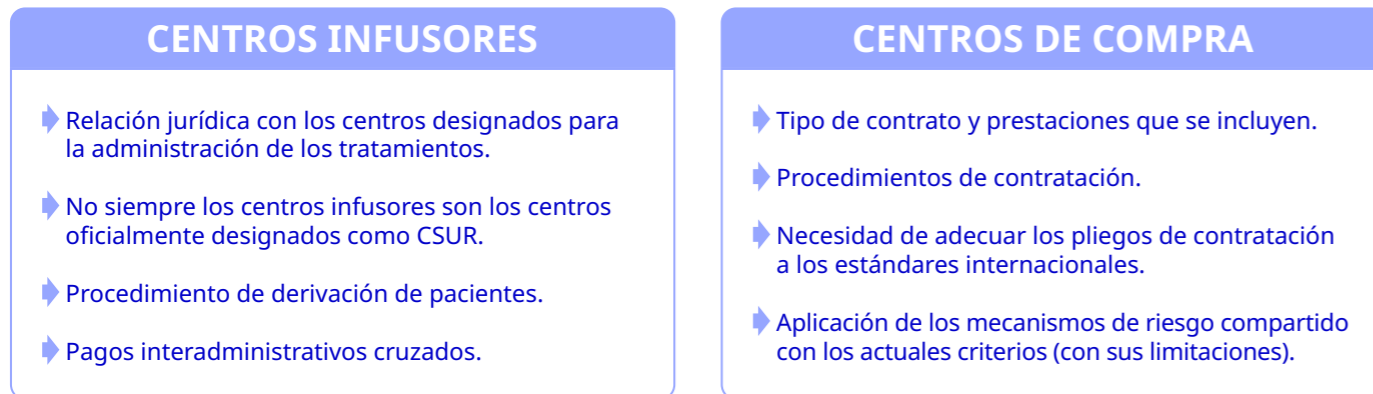 CENTROS INFUSORES
Relación jurídica con los centros designados para
la administración de los tratamientos.
No siempre los centros infusores son los centros
oficialmente designados como CSUR.
Procedimiento de derivación de pacientes.
Pagos interadministrativos cruzados.
CENTROS DE COMPRA
Tipo de contrato y prestaciones que se incluyen.
Procedimientos de contratación.
Necesidad de adecuar los pliegos de contratación
a los estándares internacionales.
Aplicación de los mecanismos de riesgo compartido
con los actuales criterios (con sus limitaciones).